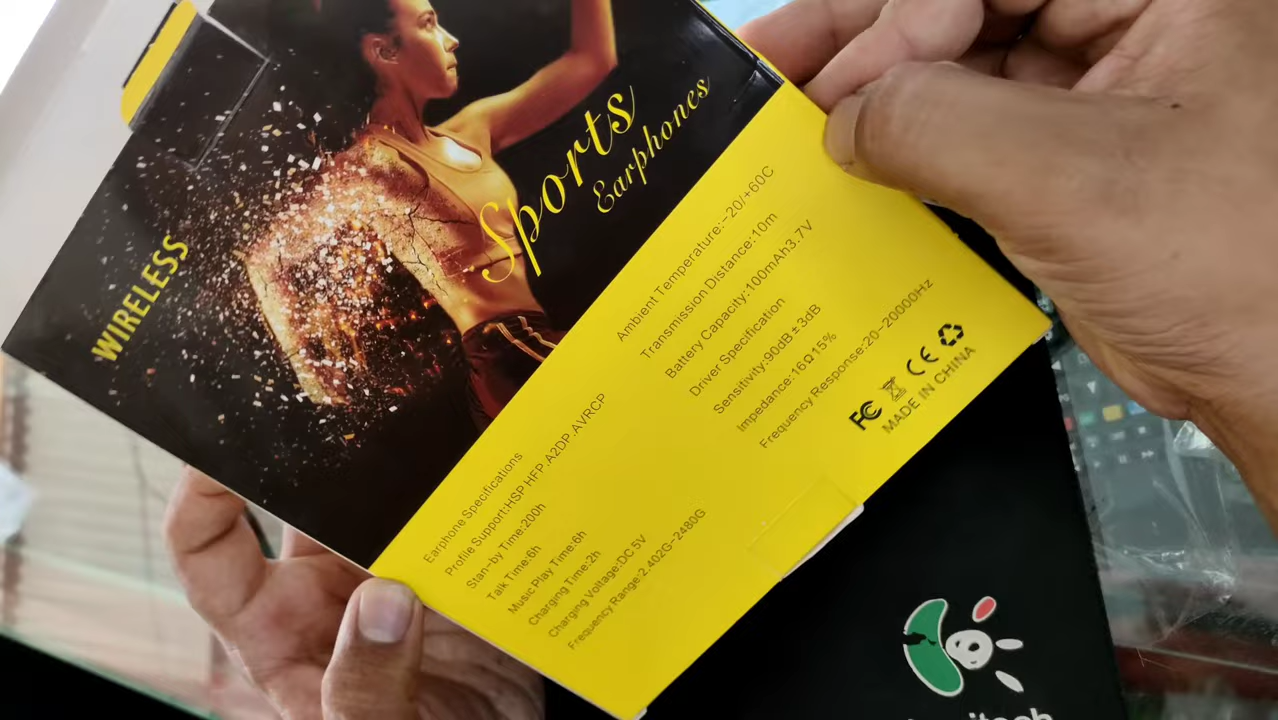 WIRELESS
Sports
Earphones
Earphone Specifications
Profile Support:HSP.HFP.A2DP.AVRCP
Stan-by Time:200h
Talk Time:6h
Music Play Time:6h
Charging Time:2h
Charging Voltage:DC 5V
Frequency Range:2.402G-2480G
Ambient Temperature:-20/+60C
Transmission Distance:10m
Battery Capacity:100mAh3.7V
Driver Specification
Sensitivity:90dB±3dB
Impedance:16Ω15%
Frequency Response:20-20000Hz
FC CE
MADE IN CHINA